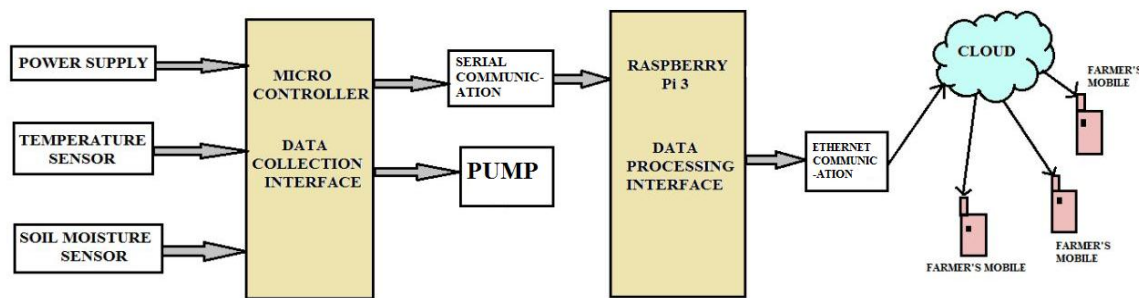 POWER SUPPLY
TEMPERATURE
SENSOR
SOIL MOISTURE
SENSOR
MICRO
CONTROLLER
DATA
COLLECTION
INTERFACE
SERIAL
COMMUNIC-
ATION
PUMP
RASPBERRY
Pi 3
DATA
PROCESSING
INTERFACE
ETHERNET
COMMUNIC
-ATION
CLOUD
FARMER'S
MOBILE
FARMER'S
MOBILE
FARMER'S MOBILE